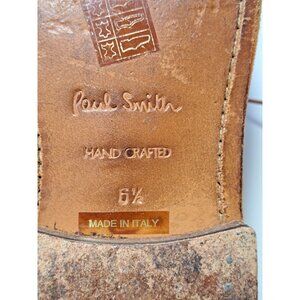 Paul Smith
HAND CRAFTED
6½
MADE IN ITALY